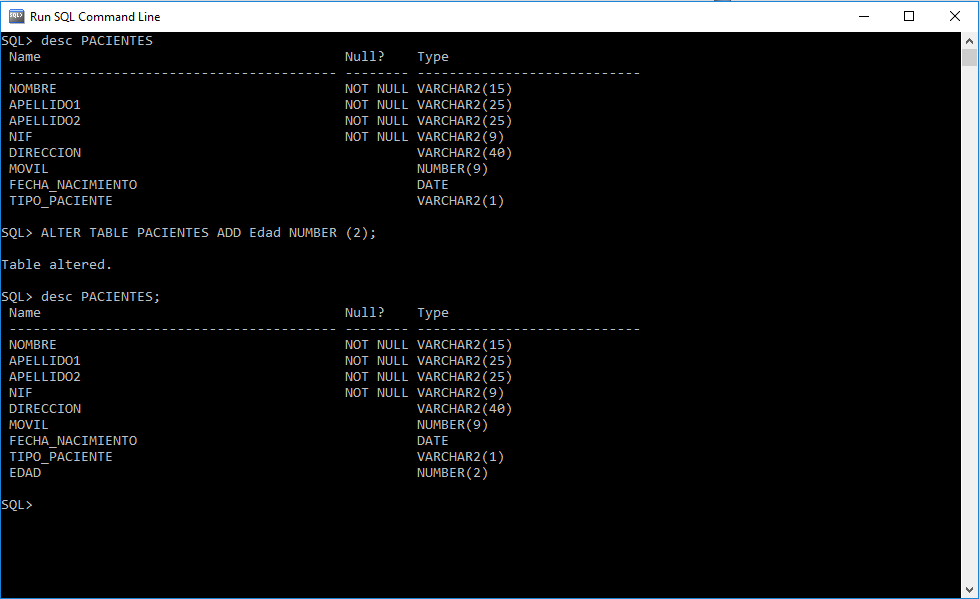 Run SQL Command Line
SQL> desc PACIENTES
 Name                                      Null?    Type
 ----------------------------------------- -------- ----------------------------
 NOMBRE                                    NOT NULL VARCHAR2(15)
 APELLIDO1                                 NOT NULL VARCHAR2(25)
 APELLIDO2                                 NOT NULL VARCHAR2(25)
 NIF                                       NOT NULL VARCHAR2(9)
 DIRECCION                                          VARCHAR2(40)
 MOVIL                                              NUMBER(9)
 FECHA_NACIMIENTO                                   DATE
 TIPO_PACIENTE                                      VARCHAR2(1)

SQL> ALTER TABLE PACIENTES ADD Edad NUMBER (2);

Table altered.

SQL> desc PACIENTES;
 Name                                      Null?    Type
 ----------------------------------------- -------- ----------------------------
 NOMBRE                                    NOT NULL VARCHAR2(15)
 APELLIDO1                                 NOT NULL VARCHAR2(25)
 APELLIDO2                                 NOT NULL VARCHAR2(25)
 NIF                                       NOT NULL VARCHAR2(9)
 DIRECCION                                          VARCHAR2(40)
 MOVIL                                              NUMBER(9)
 FECHA_NACIMIENTO                                   DATE
 TIPO_PACIENTE                                      VARCHAR2(1)
 EDAD                                               NUMBER(2)

SQL>